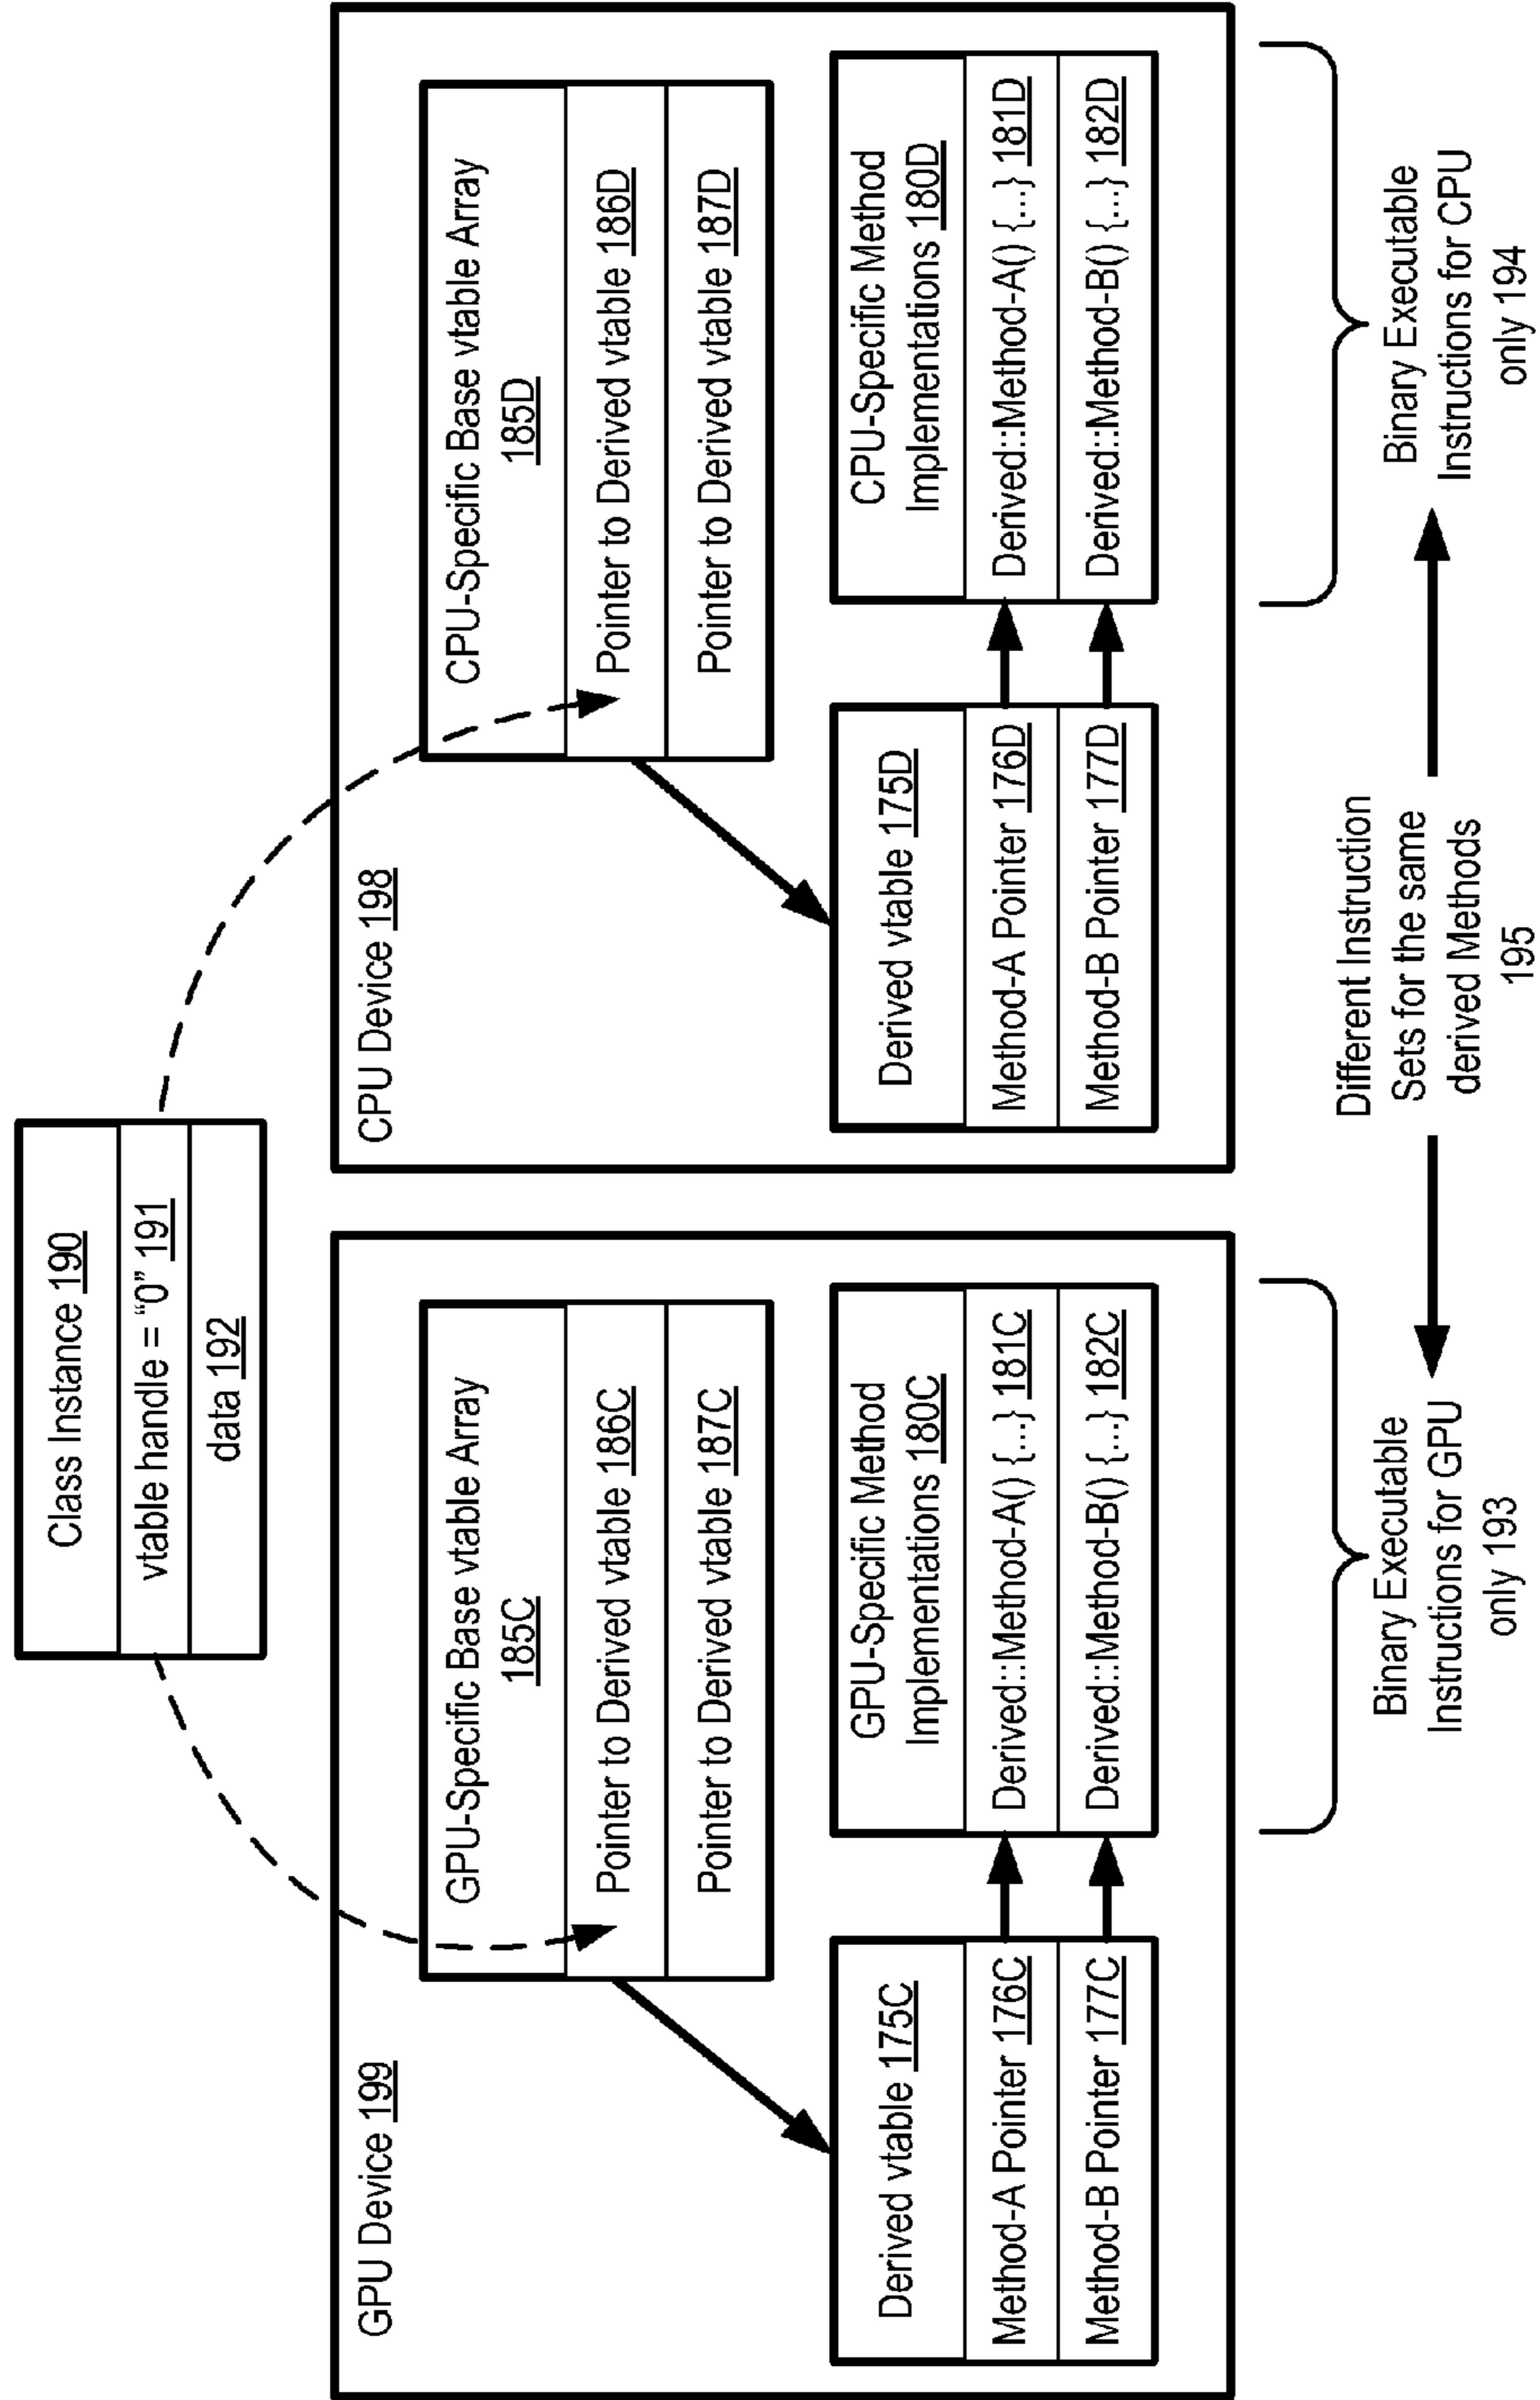 Class Instance 190
vtable handle = “0” 191
data 192
GPU Device 199
GPU-Specific Base vtable Array
185C
Pointer to Derived vtable 186C
Pointer to Derived vtable 187C
Derived vtable 175C
Method-A Pointer 176C
Method-B Pointer 177C
GPU-Specific Method
Implementations 180C
Derived::Method-A() {...} 181C
Derived::Method-B() {...} 182C
CPU Device 198
CPU-Specific Base vtable Array
185D
Pointer to Derived vtable 186D
Pointer to Derived vtable 187D
Derived vtable 175D
Method-A Pointer 176D
Method-B Pointer 177D
CPU-Specific Method
Implementations 180D
Derived::Method-A() {...} 181D
Derived::Method-B() {...} 182D
Binary Executable
Instructions for GPU
only 193
Different Instruction
Sets for the same
derived Methods
195
Binary Executable
Instructions for CPU
only 194